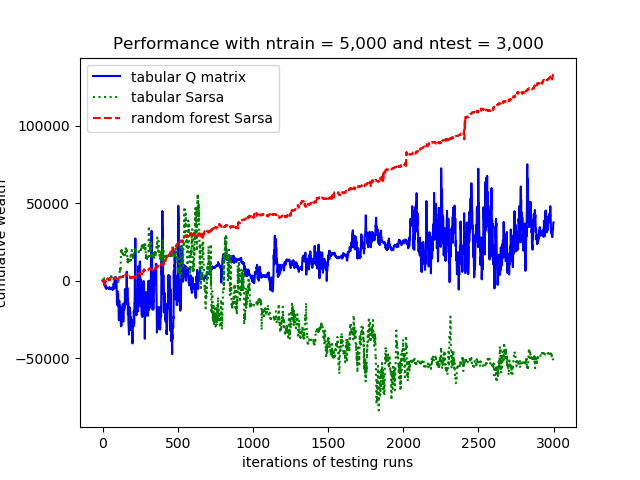 Performance with ntrain = 5,000 and ntest = 3,000
tabular Q matrix
tabular Sarsa
random forest Sarsa
cumulative wealth
100000
50000
0
−50000
0 500 1000 1500 2000 2500 3000
iterations of testing runs